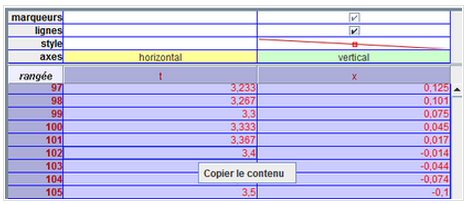 marqueurs
lignes
style
axes horizontal vertical
rangée t x
97 3,233 0,125
98 3,267 0,101
99 3,3 0,075
100 3,333 0,045
101 3,367 0,017
102 3,4 -0,014
103 -0,044
104 -0,074
105 3,5 -0,1
Copier le contenu